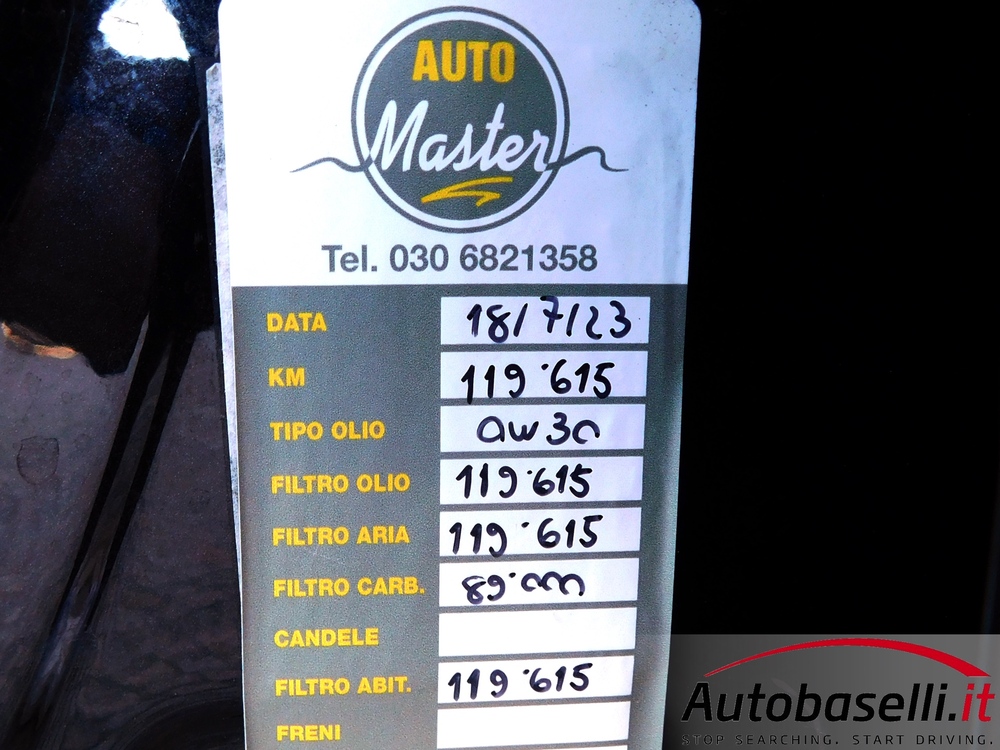 AUTO
Master
Tel. 030 6821358
DATA 18/7/23
KM 119˙615
TIPO OLIO 0W30
FILTRO OLIO 119˙615
FILTRO ARIA 119˙615
FILTRO CARB. 89˙000
CANDELE
FILTRO ABIT. 119˙615
FRENI
Autobaselli.it
STOP SEARCHING. START DRIVING.